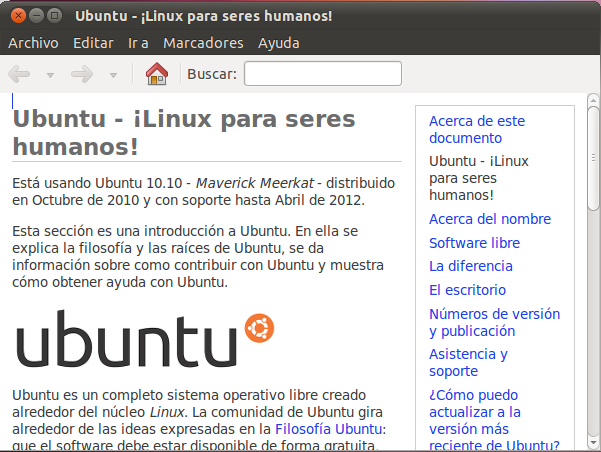 Ubuntu - ¡Linux para seres humanos!
Archivo Editar Ir a Marcadores Ayuda
Buscar:
Ubuntu - ¡Linux para seres
humanos!
Está usando Ubuntu 10.10 - Maverick Meerkat - distribuido
en Octubre de 2010 y con soporte hasta Abril de 2012.
Esta sección es una introducción a Ubuntu. En ella se
explica la filosofía y las raíces de Ubuntu, se da
información sobre como contribuir con Ubuntu y muestra
cómo obtener ayuda con Ubuntu.
ubuntu
Ubuntu es un completo sistema operativo libre creado
alrededor del núcleo Linux. La comunidad de Ubuntu gira
alrededor de las ideas expresadas en la Filosofía Ubuntu:
que el software debe estar disponible de forma gratuita,
Acerca de este
documento
Ubuntu - ¡Linux
para seres
humanos!
Acerca del nombre
Software libre
La diferencia
El escritorio
Números de versión
y publicación
Asistencia y
soporte
¿Cómo puedo
actualizar a la
versión más
reciente de Ubuntu?